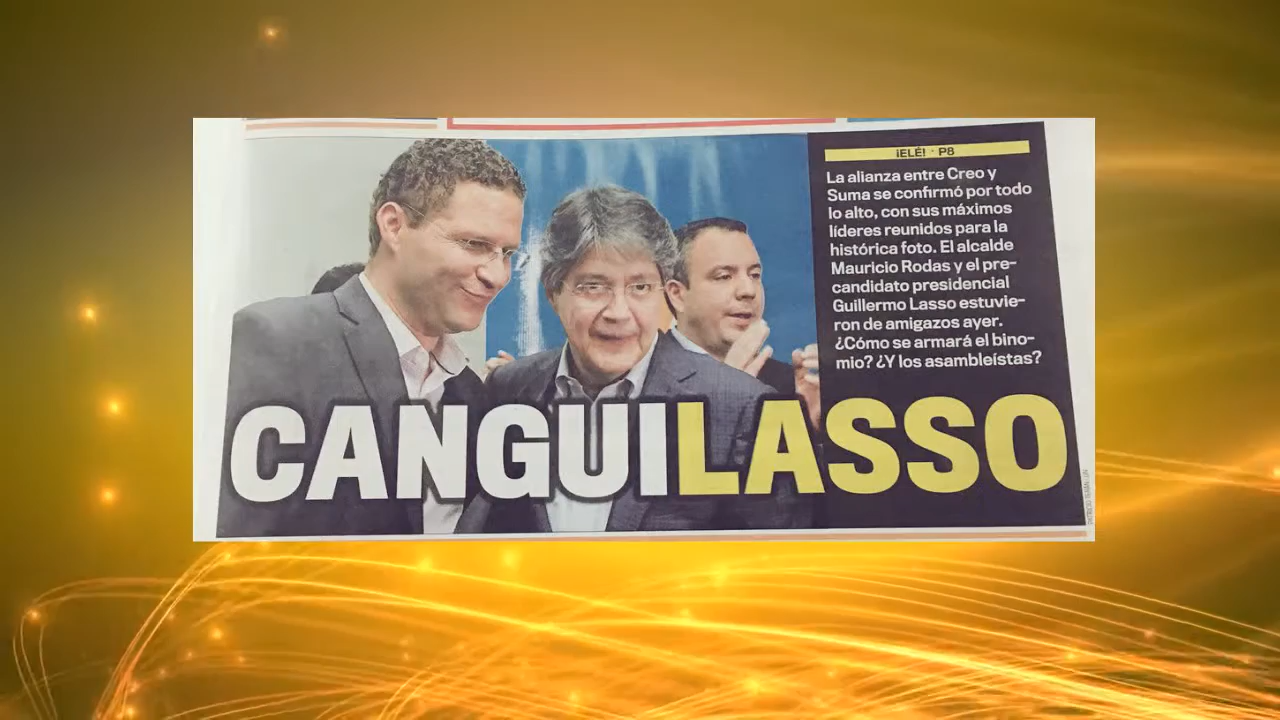 ¡ELÉ! · P8
La alianza entre Creo y
Suma se confirmó por todo
lo alto, con sus máximos
líderes reunidos para la
histórica foto. El alcalde
Mauricio Rodas y el pre-
candidato presidencial
Guillermo Lasso estuvie-
ron de amigazos ayer.
¿Cómo se armará el bino-
mio? ¿Y los asambleístas?
CANGUILASSO